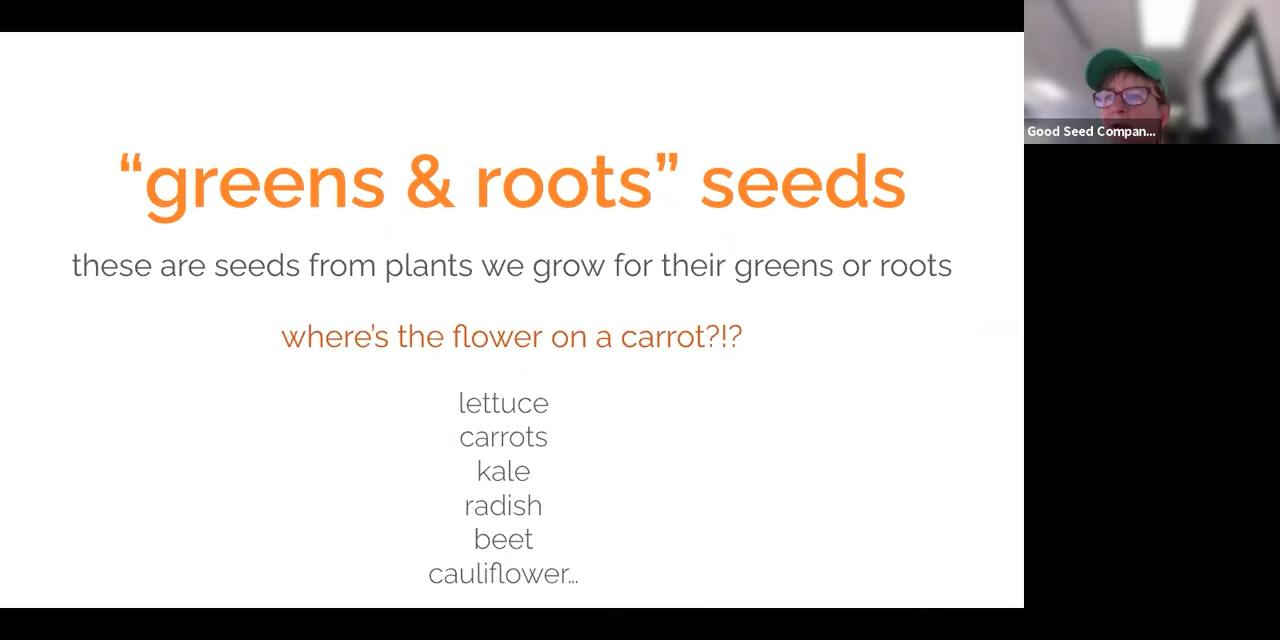 “greens & roots” seeds
these are seeds from plants we grow for their greens or roots
where's the flower on a carrot?!?
lettuce
carrots
kale
radish
beet
cauliflower...
Good Seed Compan...